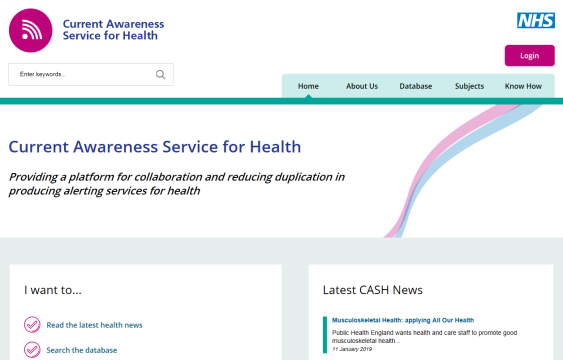 Current Awareness
Service for Health
NHS
Login
Enter keywords...
Home About Us Database Subjects Know How
Current Awareness Service for Health
Providing a platform for collaboration and reducing duplication in
producing alerting services for health
I want to...
Read the latest health news
Search the database
Latest CASH News
Musculoskeletal Health: applying All Our Health
Public Health England wants health and care staff to promote good
musculoskeletal health...
11 January 2019